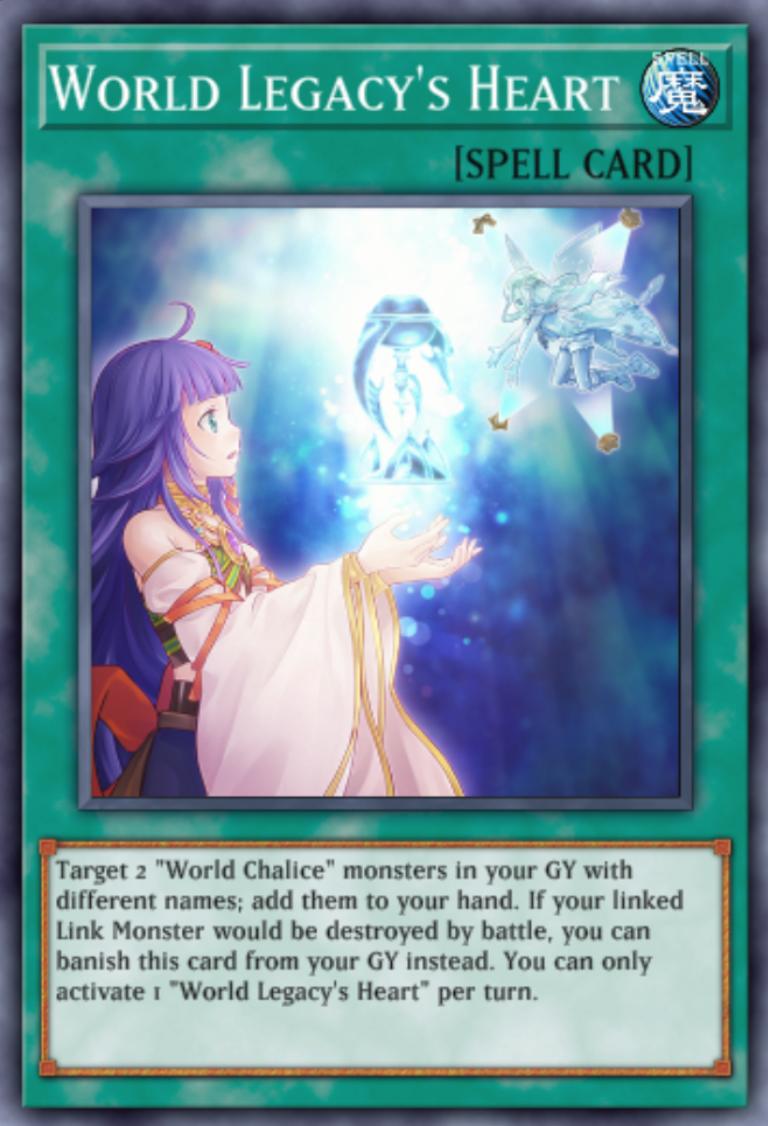 World Legacy's Heart
SPELL
魔
[SPELL CARD]
Target 2 "World Chalice" monsters in your GY with
different names; add them to your hand. If your linked
Link Monster would be destroyed by battle, you can
banish this card from your GY instead. You can only
activate 1 "World Legacy's Heart" per turn.